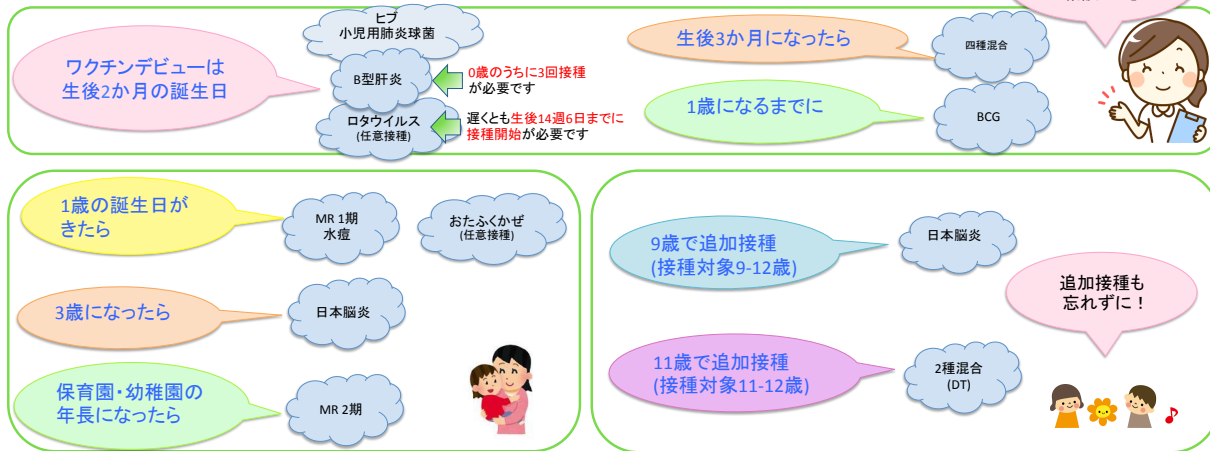 ワクチンデビューは
生後2か月の誕生日
ヒブ
小児用肺炎球菌
B型肝炎
0歳のうちに3回接種
が必要です
ロタウイルス
(任意接種)
遅くとも生後14週6日までに
接種開始が必要です
生後3か月になったら
四種混合
1歳になるまでに
BCG
1歳の誕生日が
きたら
MR 1期
水痘
おたふくかぜ
(任意接種)
3歳になったら
日本脳炎
保育園・幼稚園の
年長になったら
MR 2期
9歳で追加接種
(接種対象9-12歳)
日本脳炎
11歳で追加接種
(接種対象11-12歳)
2種混合
(DT)
追加接種も
忘れずに！